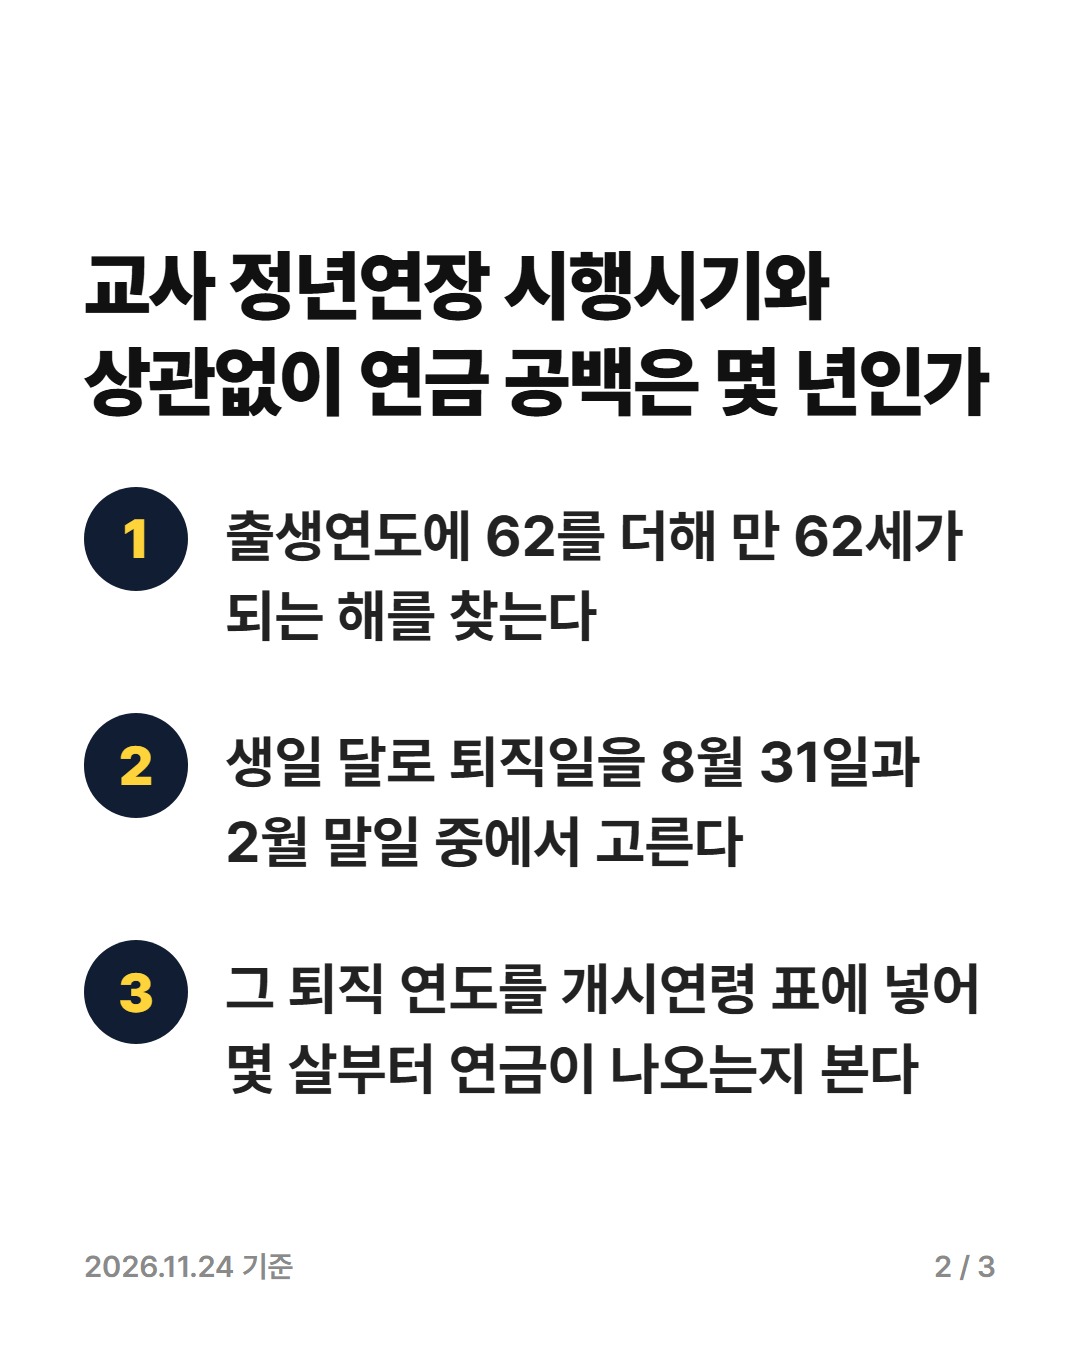 교사 정년연장 시행시기와
상관없이 연금 공백은 몇 년인가
1 출생연도에 62를 더해 만 62세가
되는 해를 찾는다
2 생일 달로 퇴직일을 8월 31일과
2월 말일 중에서 고른다
3 그 퇴직 연도를 개시연령 표에 넣어
몇 살부터 연금이 나오는지 본다
2026.11.24 기준 2 / 3